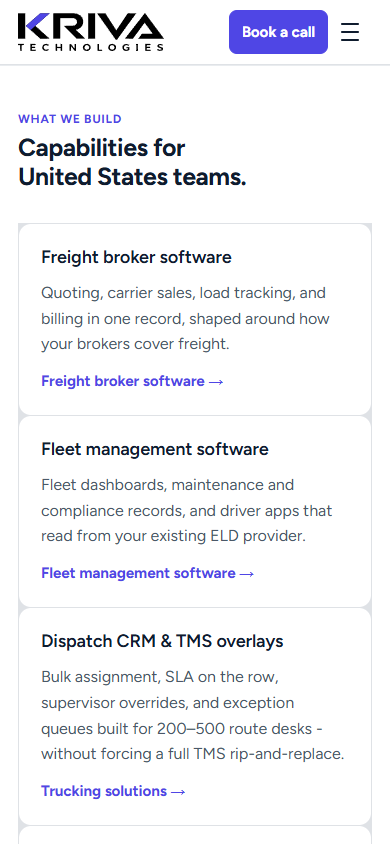 KRIVA
TECHNOLOGIES
Book a call
WHAT WE BUILD
Capabilities for
United States teams.
Freight broker software
Quoting, carrier sales, load tracking, and
billing in one record, shaped around how
your brokers cover freight.
Freight broker software →
Fleet management software
Fleet dashboards, maintenance and
compliance records, and driver apps that
read from your existing ELD provider.
Fleet management software →
Dispatch CRM & TMS overlays
Bulk assignment, SLA on the row,
supervisor overrides, and exception
queues built for 200–500 route desks -
without forcing a full TMS rip-and-replace.
Trucking solutions →